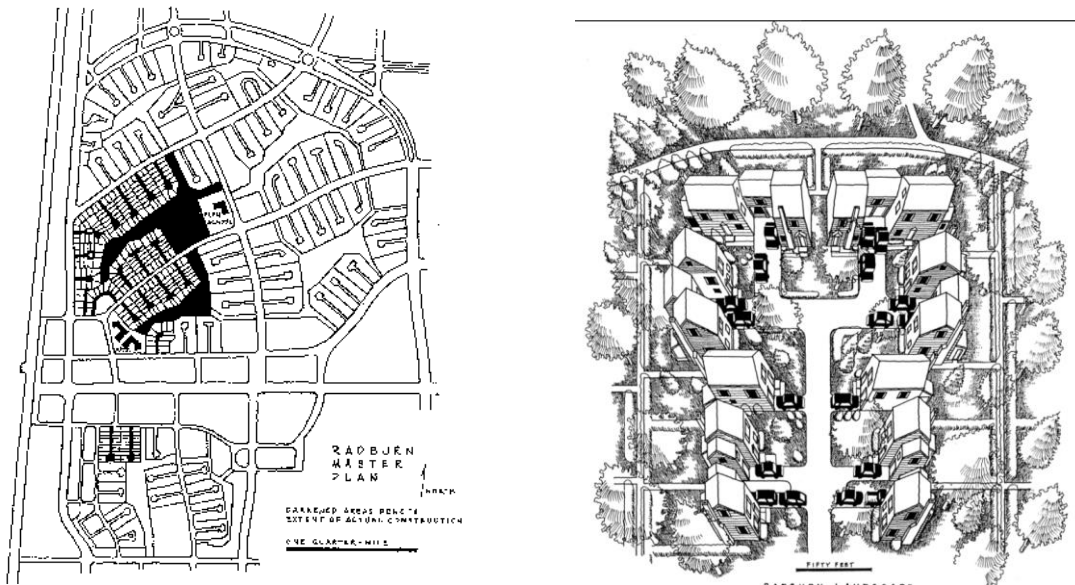 RADBURN
MASTER
PLAN
NORTH
DARKENED AREAS DENOTE
EXTENT OF ACTUAL CONSTRUCTION
ONE QUARTER-MILE
FIFTY FEET